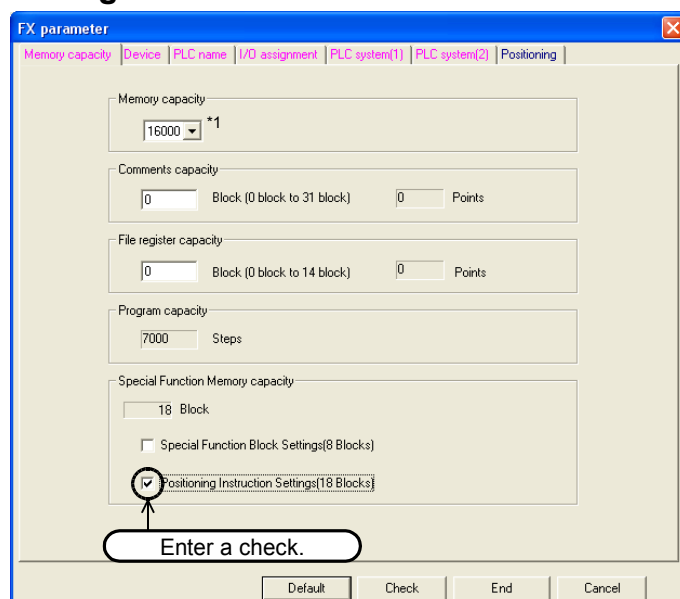 FX parameter
Memory capacity Device PLC name I/O assignment PLC system(1) PLC system(2) Positioning
Memory capacity
16000 *1
Comments capacity
0 Block (0 block to 31 block) 0 Points
File register capacity
0 Block (0 block to 14 block) 0 Points
Program capacity
7000 Steps
Special Function Memory capacity
18 Block
Special Function Block Settings(8 Blocks)
Positioning Instruction Settings(18 Blocks)
Enter a check.
Default Check End Cancel